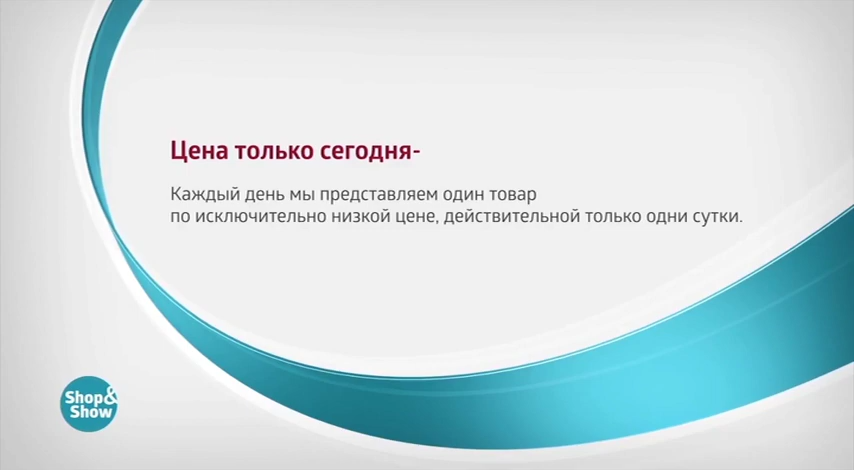 Цена только сегодня-
Каждый день мы представляем один товар
по исключительно низкой цене, действительной только одни сутки.
Shop&
Show